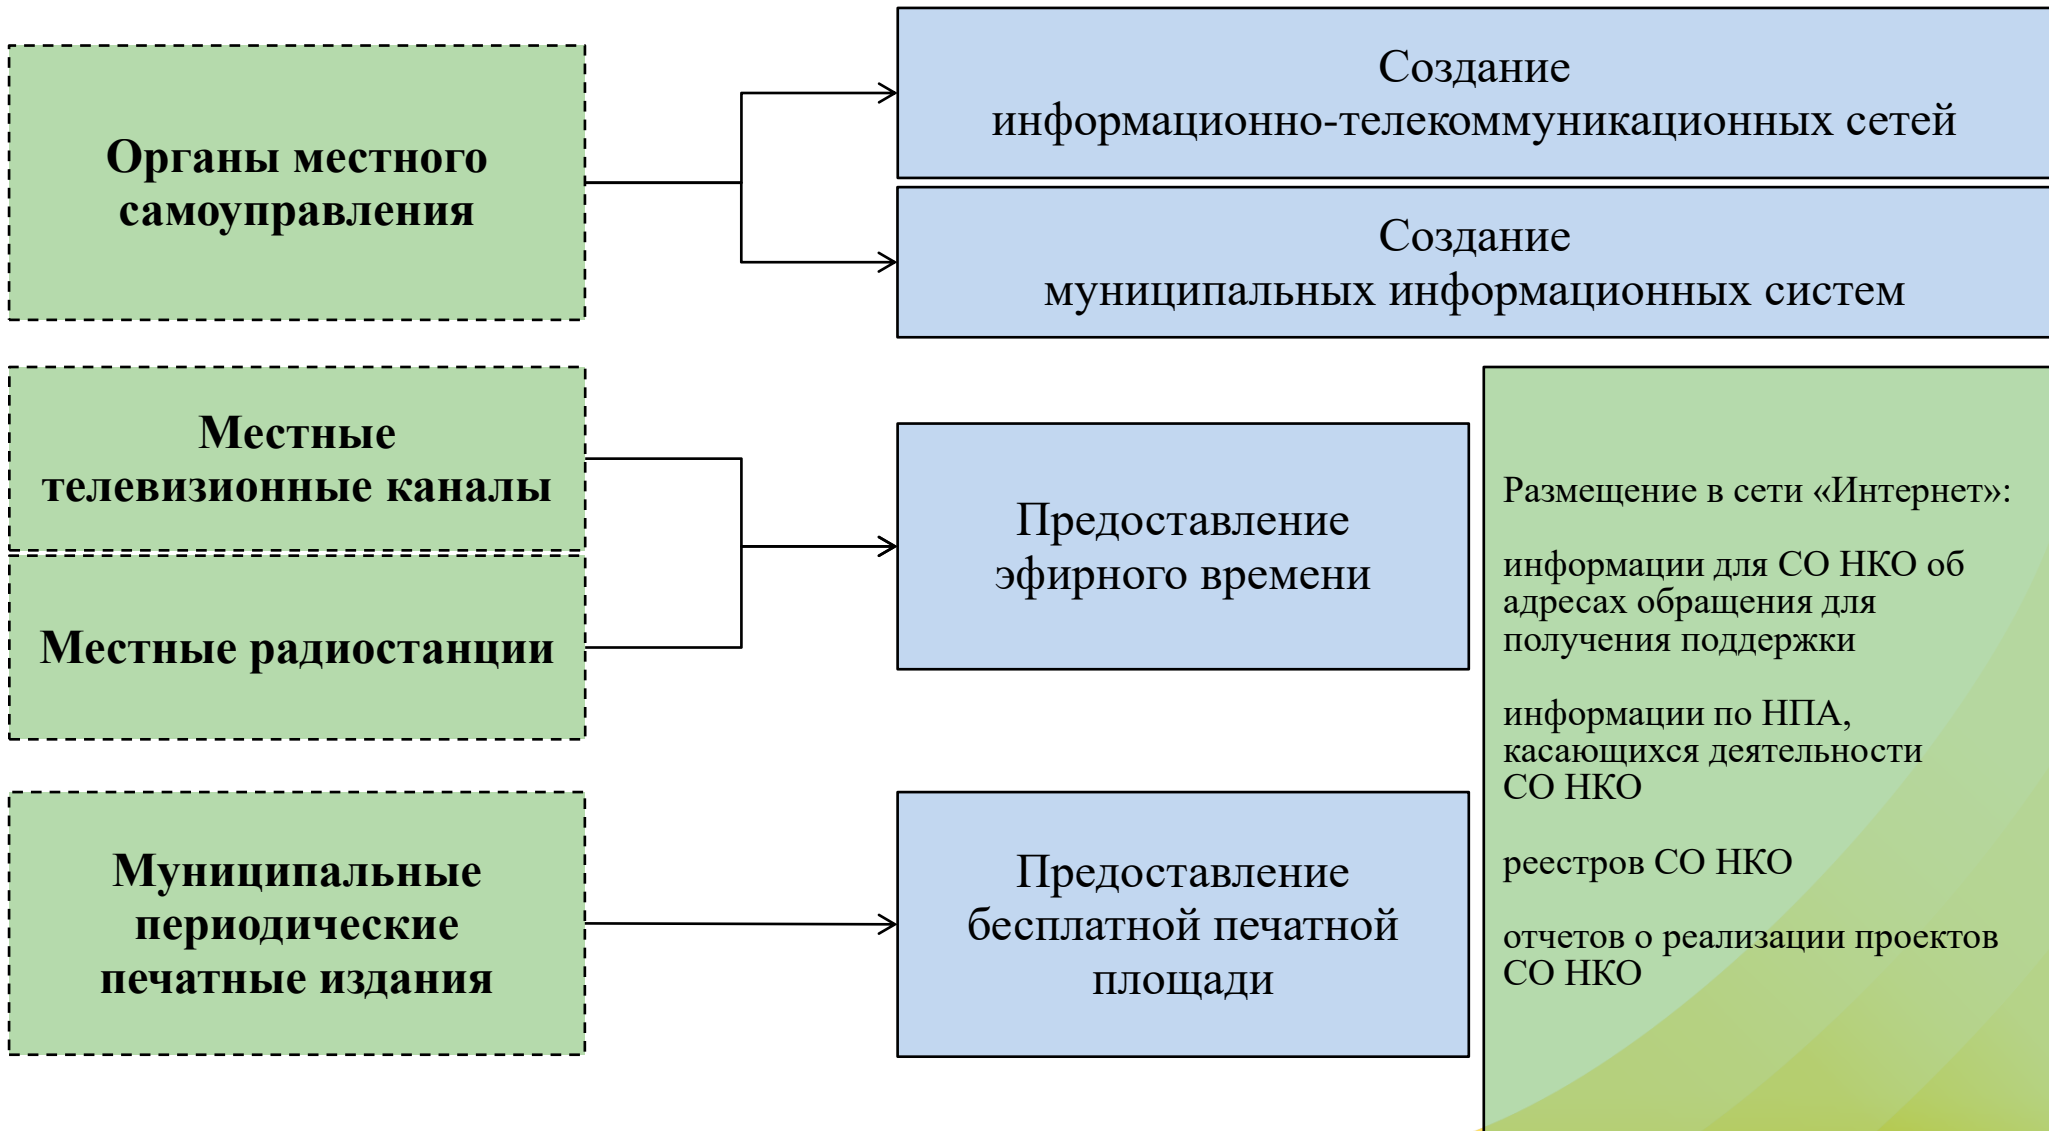 Органы местного
самоуправления
Создание
информационно-телекоммуникационных сетей
Создание
муниципальных информационных систем
Местные
телевизионные каналы
Местные радиостанции
Предоставление
эфирного времени
Муниципальные
периодические
печатные издания
Предоставление
бесплатной печатной
площади
Размещение в сети «Интернет»:
информации для СО НКО об
адресах обращения для
получения поддержки
информации по НПА,
касающихся деятельности
СО НКО
реестров СО НКО
отчетов о реализации проектов
СО НКО